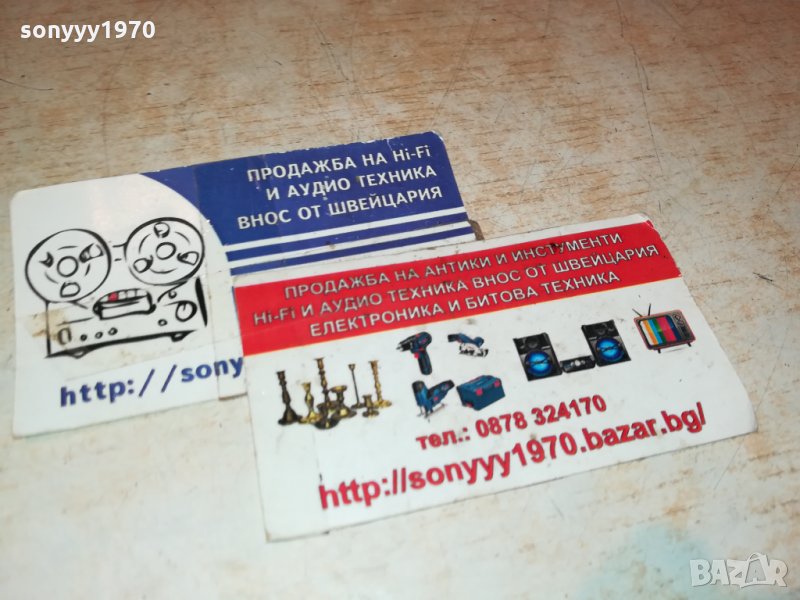 sonyyy1970
ПРОДАЖБА НА Hi-Fi
И АУДИО ТЕХНИКА
ВНОС ОТ ШВЕЙЦАРИЯ
http://sony
ПРОДАЖБА НА АНТИКИ И ИНСТУМЕНТИ
Hi-Fi И АУДИО ТЕХНИКА ВНОС ОТ ШВЕЙЦАРИЯ
ЕЛЕКТРОНИКА И БИТОВА ТЕХНИКА
тел.: 0878 324170
http://sonyyy1970.bazar.bg/
BAZAR